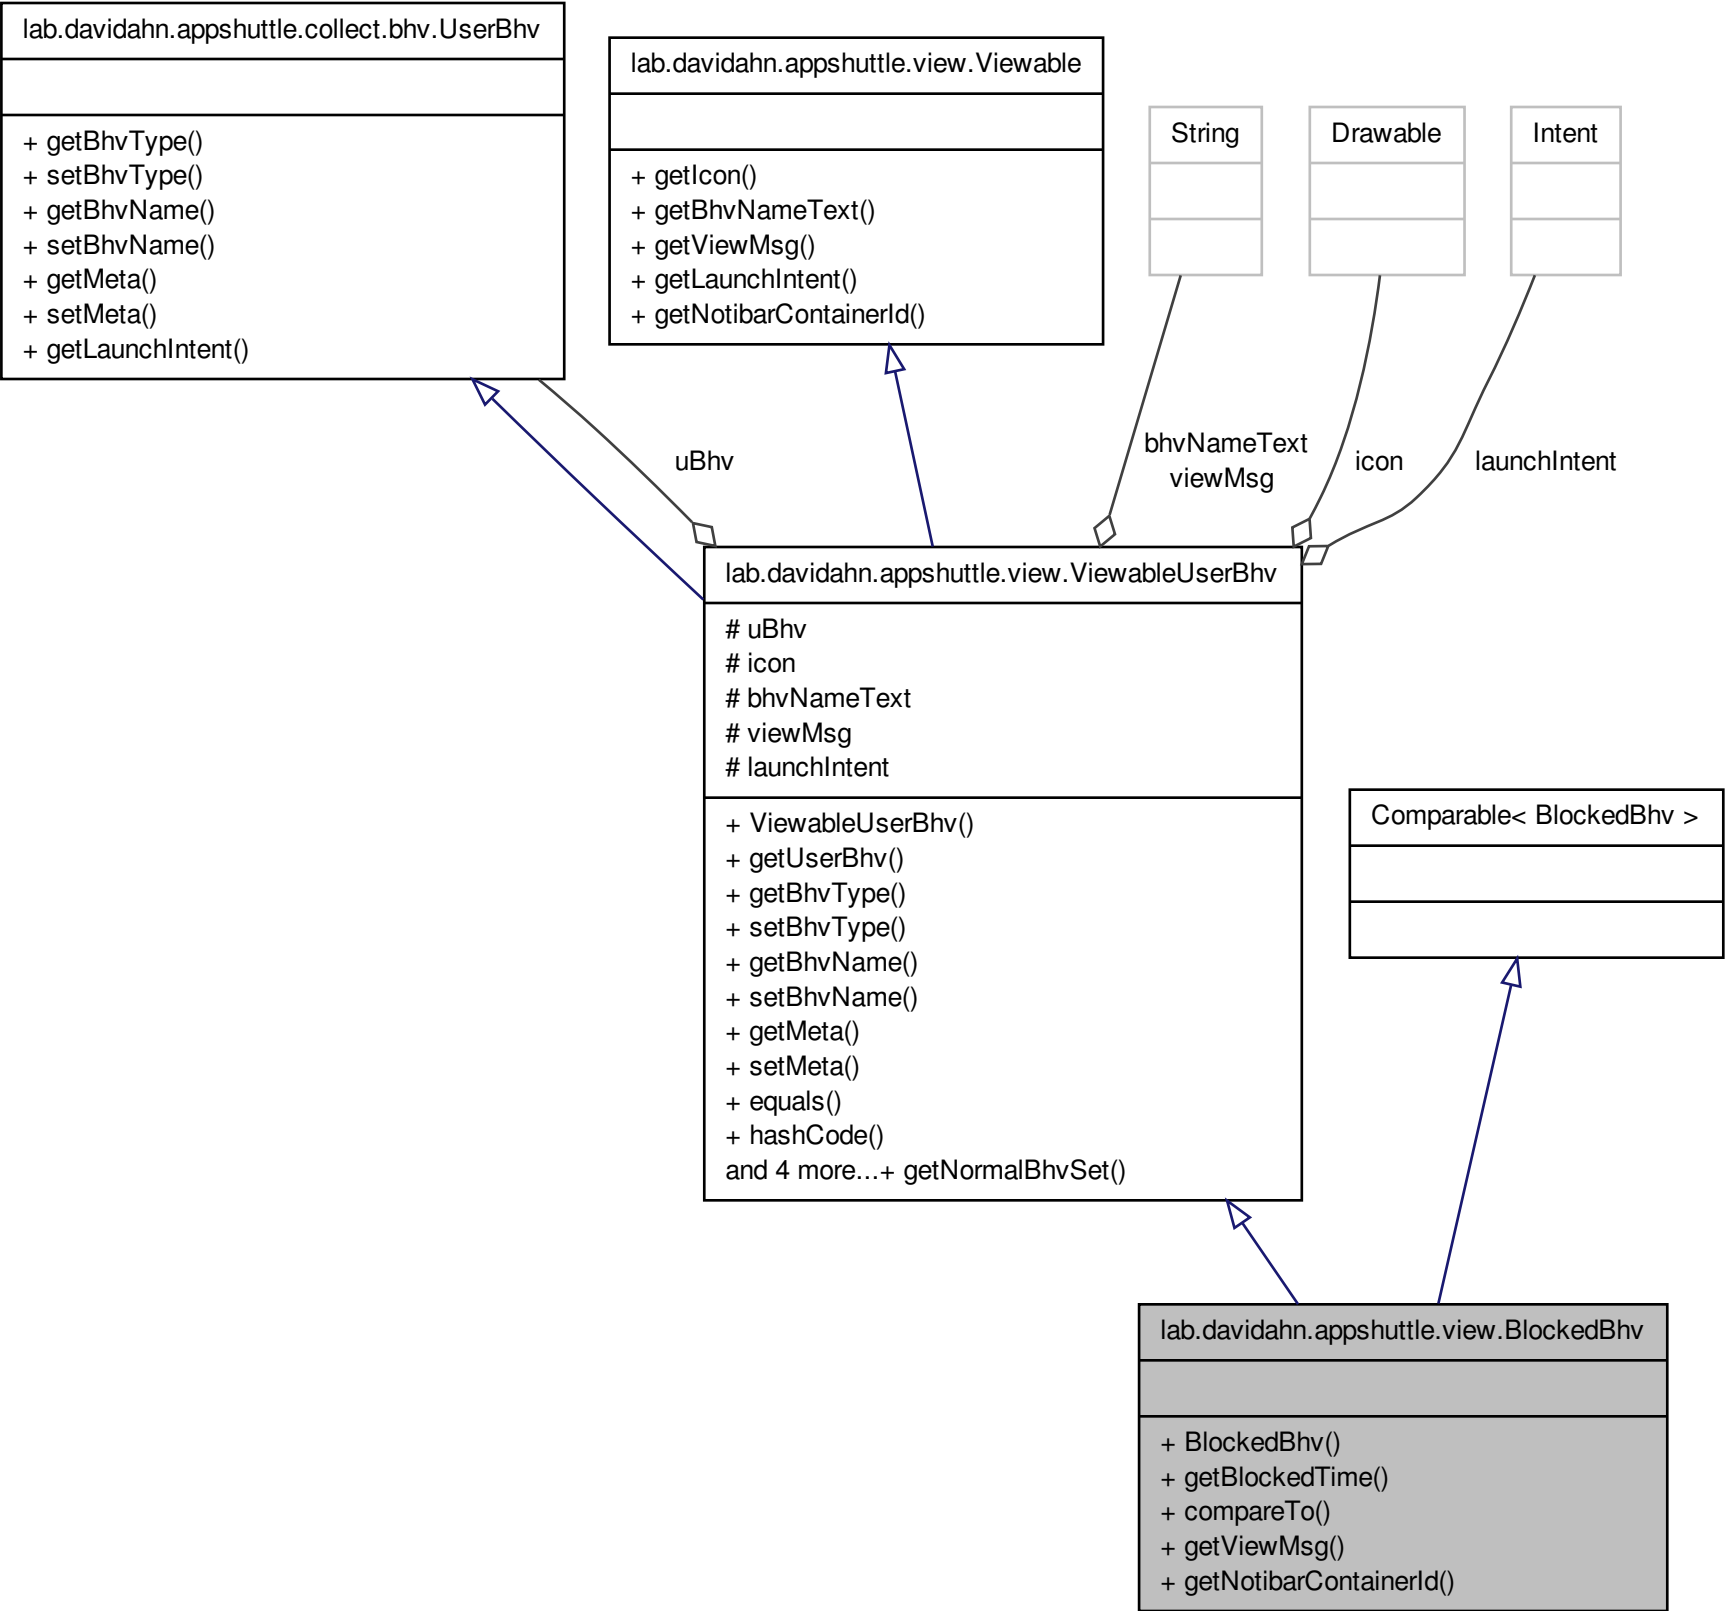 lab.davidahn.appshuttle.collect.bhv.UserBhv
+ getBhvType()
+ setBhvType()
+ getBhvName()
+ setBhvName()
+ getMeta()
+ setMeta()
+ getLaunchIntent()
lab.davidahn.appshuttle.view.Viewable
+ getIcon()
+ getBhvNameText()
+ getViewMsg()
+ getLaunchIntent()
+ getNotibarContainerId()
String
Drawable
Intent
uBhv
bhvNameText
viewMsg
icon
launchIntent
lab.davidahn.appshuttle.view.ViewableUserBhv
# uBhv
# icon
# bhvNameText
# viewMsg
# launchIntent
+ ViewableUserBhv()
+ getUserBhv()
+ getBhvType()
+ setBhvType()
+ getBhvName()
+ setBhvName()
+ getMeta()
+ setMeta()
+ equals()
+ hashCode()
and 4 more...+ getNormalBhvSet()
Comparable< BlockedBhv >
lab.davidahn.appshuttle.view.BlockedBhv
+ BlockedBhv()
+ getBlockedTime()
+ compareTo()
+ getViewMsg()
+ getNotibarContainerId()